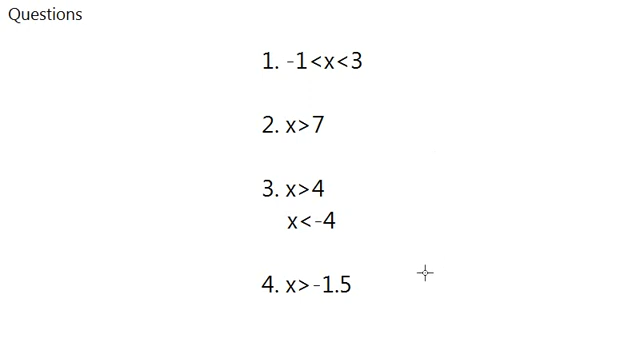 Questions
1. -1<x<3
2. x>7
3. x>4
x<-4
4. x>-1.5